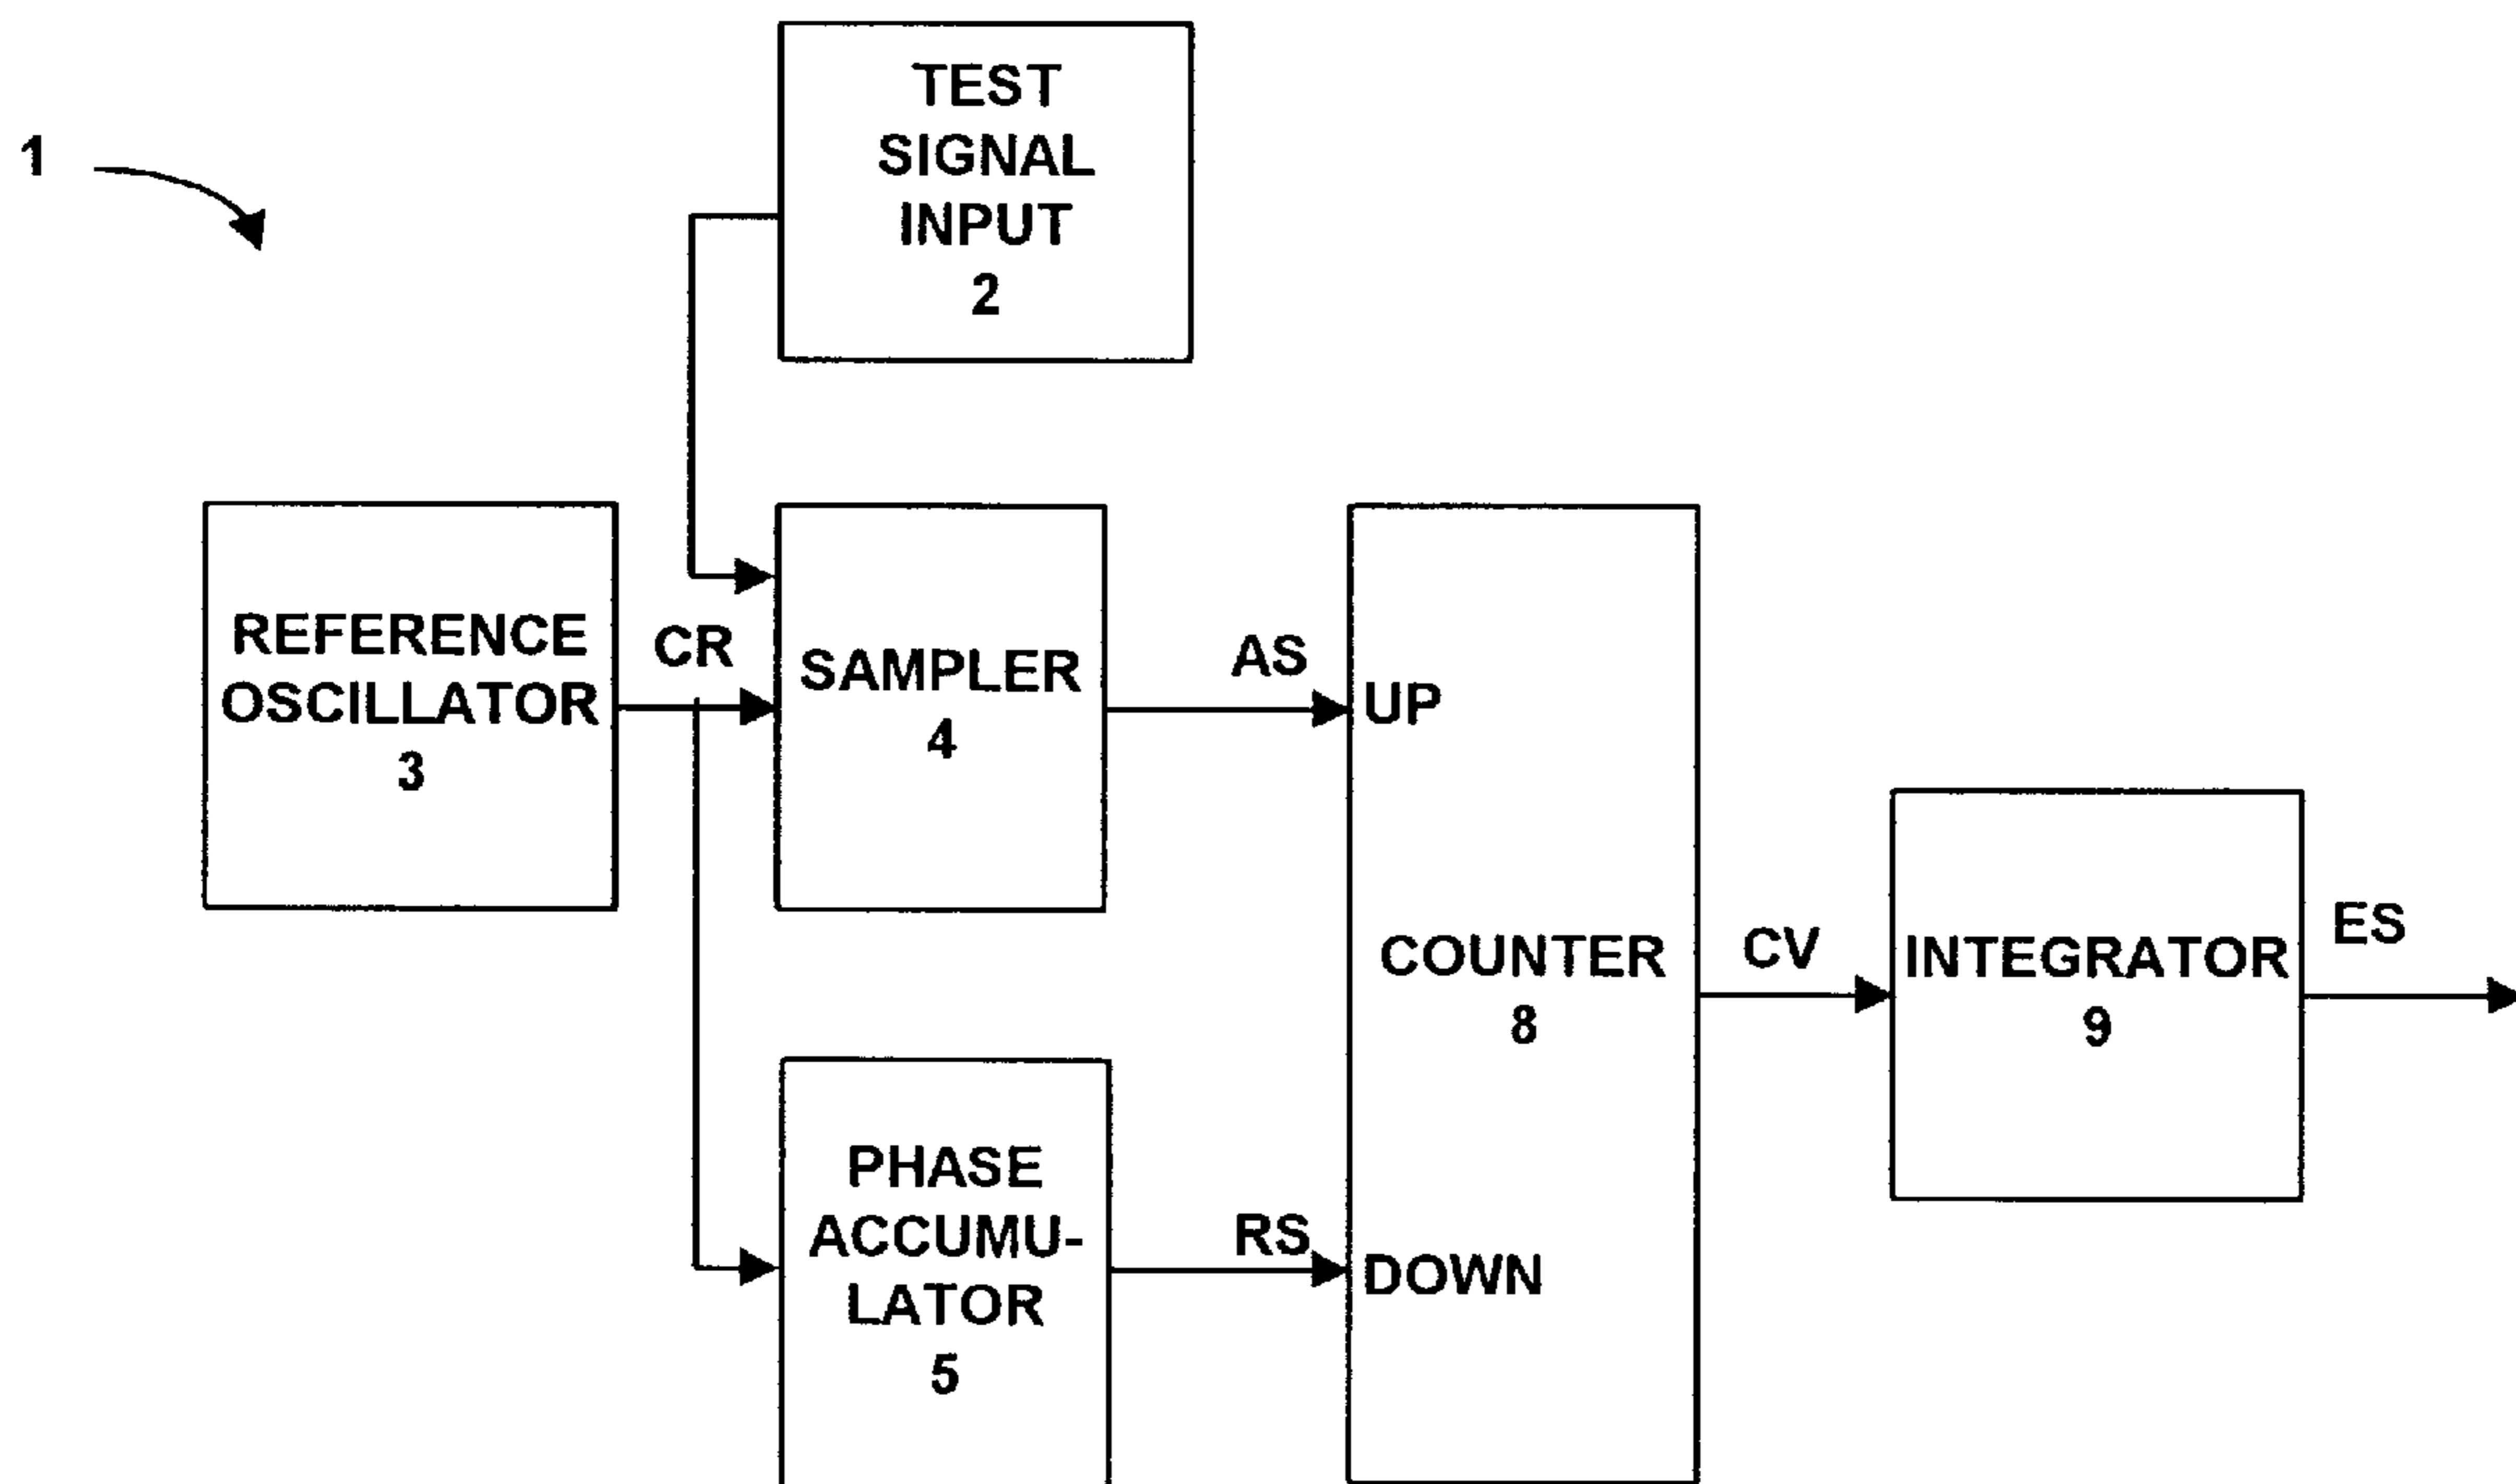 1
TEST
SIGNAL
INPUT
2
REFERENCE
OSCILLATOR
3
CR
SAMPLER
4
AS
UP
COUNTER
8
DOWN
CV
INTEGRATOR
9
ES
PHASE
ACCUMU-
LATOR
5
RS